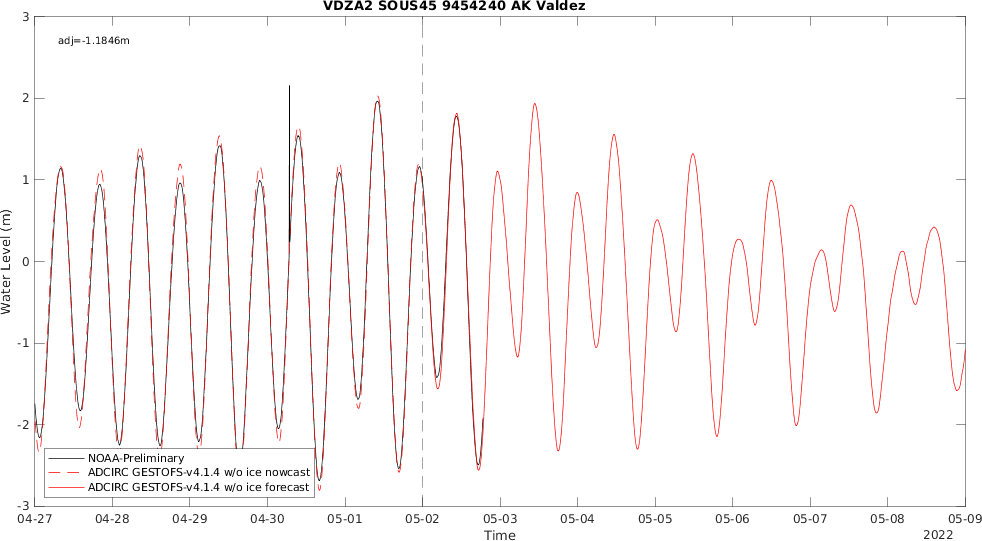 VDZA2 SOUS45 9454240 AK Valdez
adj=-1.1846m
3
2
1
0
-1
-2
-3
Water Level (m)
NOAA-Preliminary
ADCIRC GESTOFS-v4.1.4 w/o ice nowcast
ADCIRC GESTOFS-v4.1.4 w/o ice forecast
04-27 04-28 04-29 04-30 05-01 05-02 05-03 05-04 05-05 05-06 05-07 05-08 05-09
Time
2022